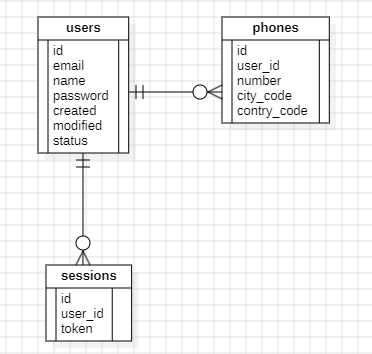 users
id
email
name
password
created
modified
status
phones
id
user_id
number
city_code
contry_code
sessions
id
user_id
token